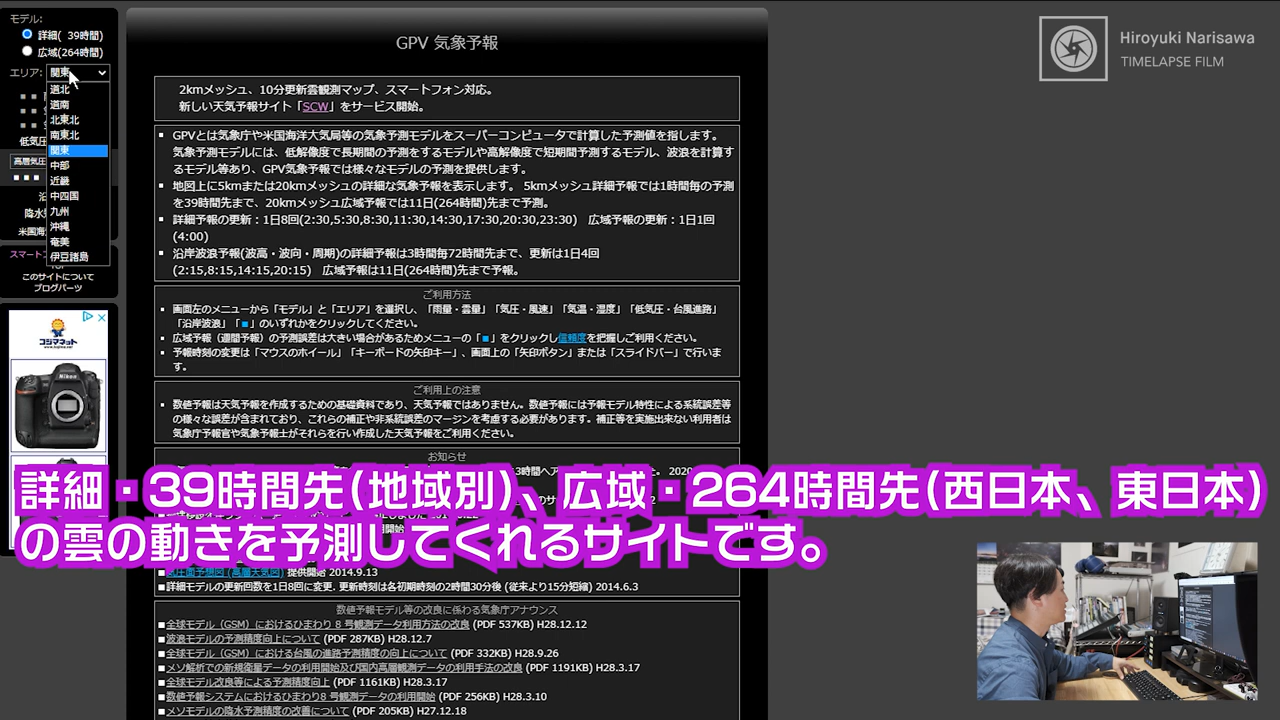 モデル:
詳細( 39時間)
広域(264時間)
エリア: 関東
道北
道南
北東北
南東北
関東
中部
近畿
中四国
九州
沖縄
奄美
伊豆諸島
低気圧
高層気圧
降水
米国海
スマート
このサイトについて
ブログパーツ
コジマネット
Nikon
GPV 気象予報
2kmメッシュ、10分更新雲観測マップ、スマートフォン対応。
新しい天気予報サイト「SCW」をサービス開始。
GPVとは気象庁や米国海洋大気局等の気象予測モデルをスーパーコンピュータで計算した予測値を指します。
気象予測モデルには、低解像度で長期間の予測をするモデルや高解像度で短期間予測するモデル、波浪を計算す
るモデル等あり、GPV気象予報では様々なモデルの予測を提供します。
地図上に5kmまたは20kmメッシュの詳細な気象予報を表示します。 5kmメッシュ詳細予報では1時間毎の予測
を39時間先まで、20kmメッシュ広域予報では11日(264時間)先まで予測。
詳細予報の更新：1日8回(2:30,5:30,8:30,11:30,14:30,17:30,20:30,23:30) 広域予報の更新：1日1回
(4:00)
沿岸波浪予報(波高・波向・周期)の詳細予報は3時間毎72時間先まで、更新は1日4回
(2:15,8:15,14:15,20:15) 広域予報は11日(264時間)先まで予報。
ご利用方法
画面左のメニューから「モデル」と「エリア」を選択し、「雨量・雲量」「気圧・風速」「気温・湿度」「低気圧・台風進路」
「沿岸波浪」「■」のいずれかをクリックしてください。
広域予報（週間予報）の予測誤差は大きい場合があるためメニューの「■」をクリックし信頼度を把握しご利用ください。
予報時刻の変更は「マウスのホイール」「キーボードの矢印キー」、画面上の「矢印ボタン」または「スライドバー」で行いま
す。
ご利用上の注意
数値予報は天気予報を作成するための基礎資料であり、天気予報ではありません。数値予報には予報モデル特性による系統誤差等
の様々な誤差が含まれており、これらの補正や非系統誤差のマージンを考慮する必要があります。補正等を実施出来ない利用者は
気象庁予報官や気象予報士がそれらを行い作成した天気予報をご利用ください。
お知らせ
詳細・39時間先(地域別)、広域・264時間先(西日本、東日本)
の雲の動きを予測してくれるサイトです。
気圧面予想図 (高層天気図) 提供開始 2014.9.13
■詳細モデルの更新回数を1日8回に変更. 更新時刻は各初期時刻の2時間30分後 (従来より15分短縮) 2014.6.3
数値予報モデル等の改良に係わる気象庁アナウンス
■全球モデル（GSM）におけるひまわり 8 号観測データ利用方法の改良 (PDF 537KB) H28.12.12
■波浪モデルの予測精度向上について (PDF 287KB) H28.12.7
■全球モデル（GSM）における台風の進路予測精度の向上について (PDF 332KB) H28.9.26
■メソ解析での新規衛星データの利用開始及び国内高層観測データの利用手法の改良 (PDF 1191KB) H28.3.17
■全球モデル改良等による予測精度向上 (PDF 1161KB) H28.3.17
■数値予報システムにおけるひまわり8 号観測データの利用開始 (PDF 256KB) H28.3.10
■メソモデルの降水予測精度の改善について (PDF 205KB) H27.12.18
Hiroyuki Narisawa
TIMELAPSE FILM